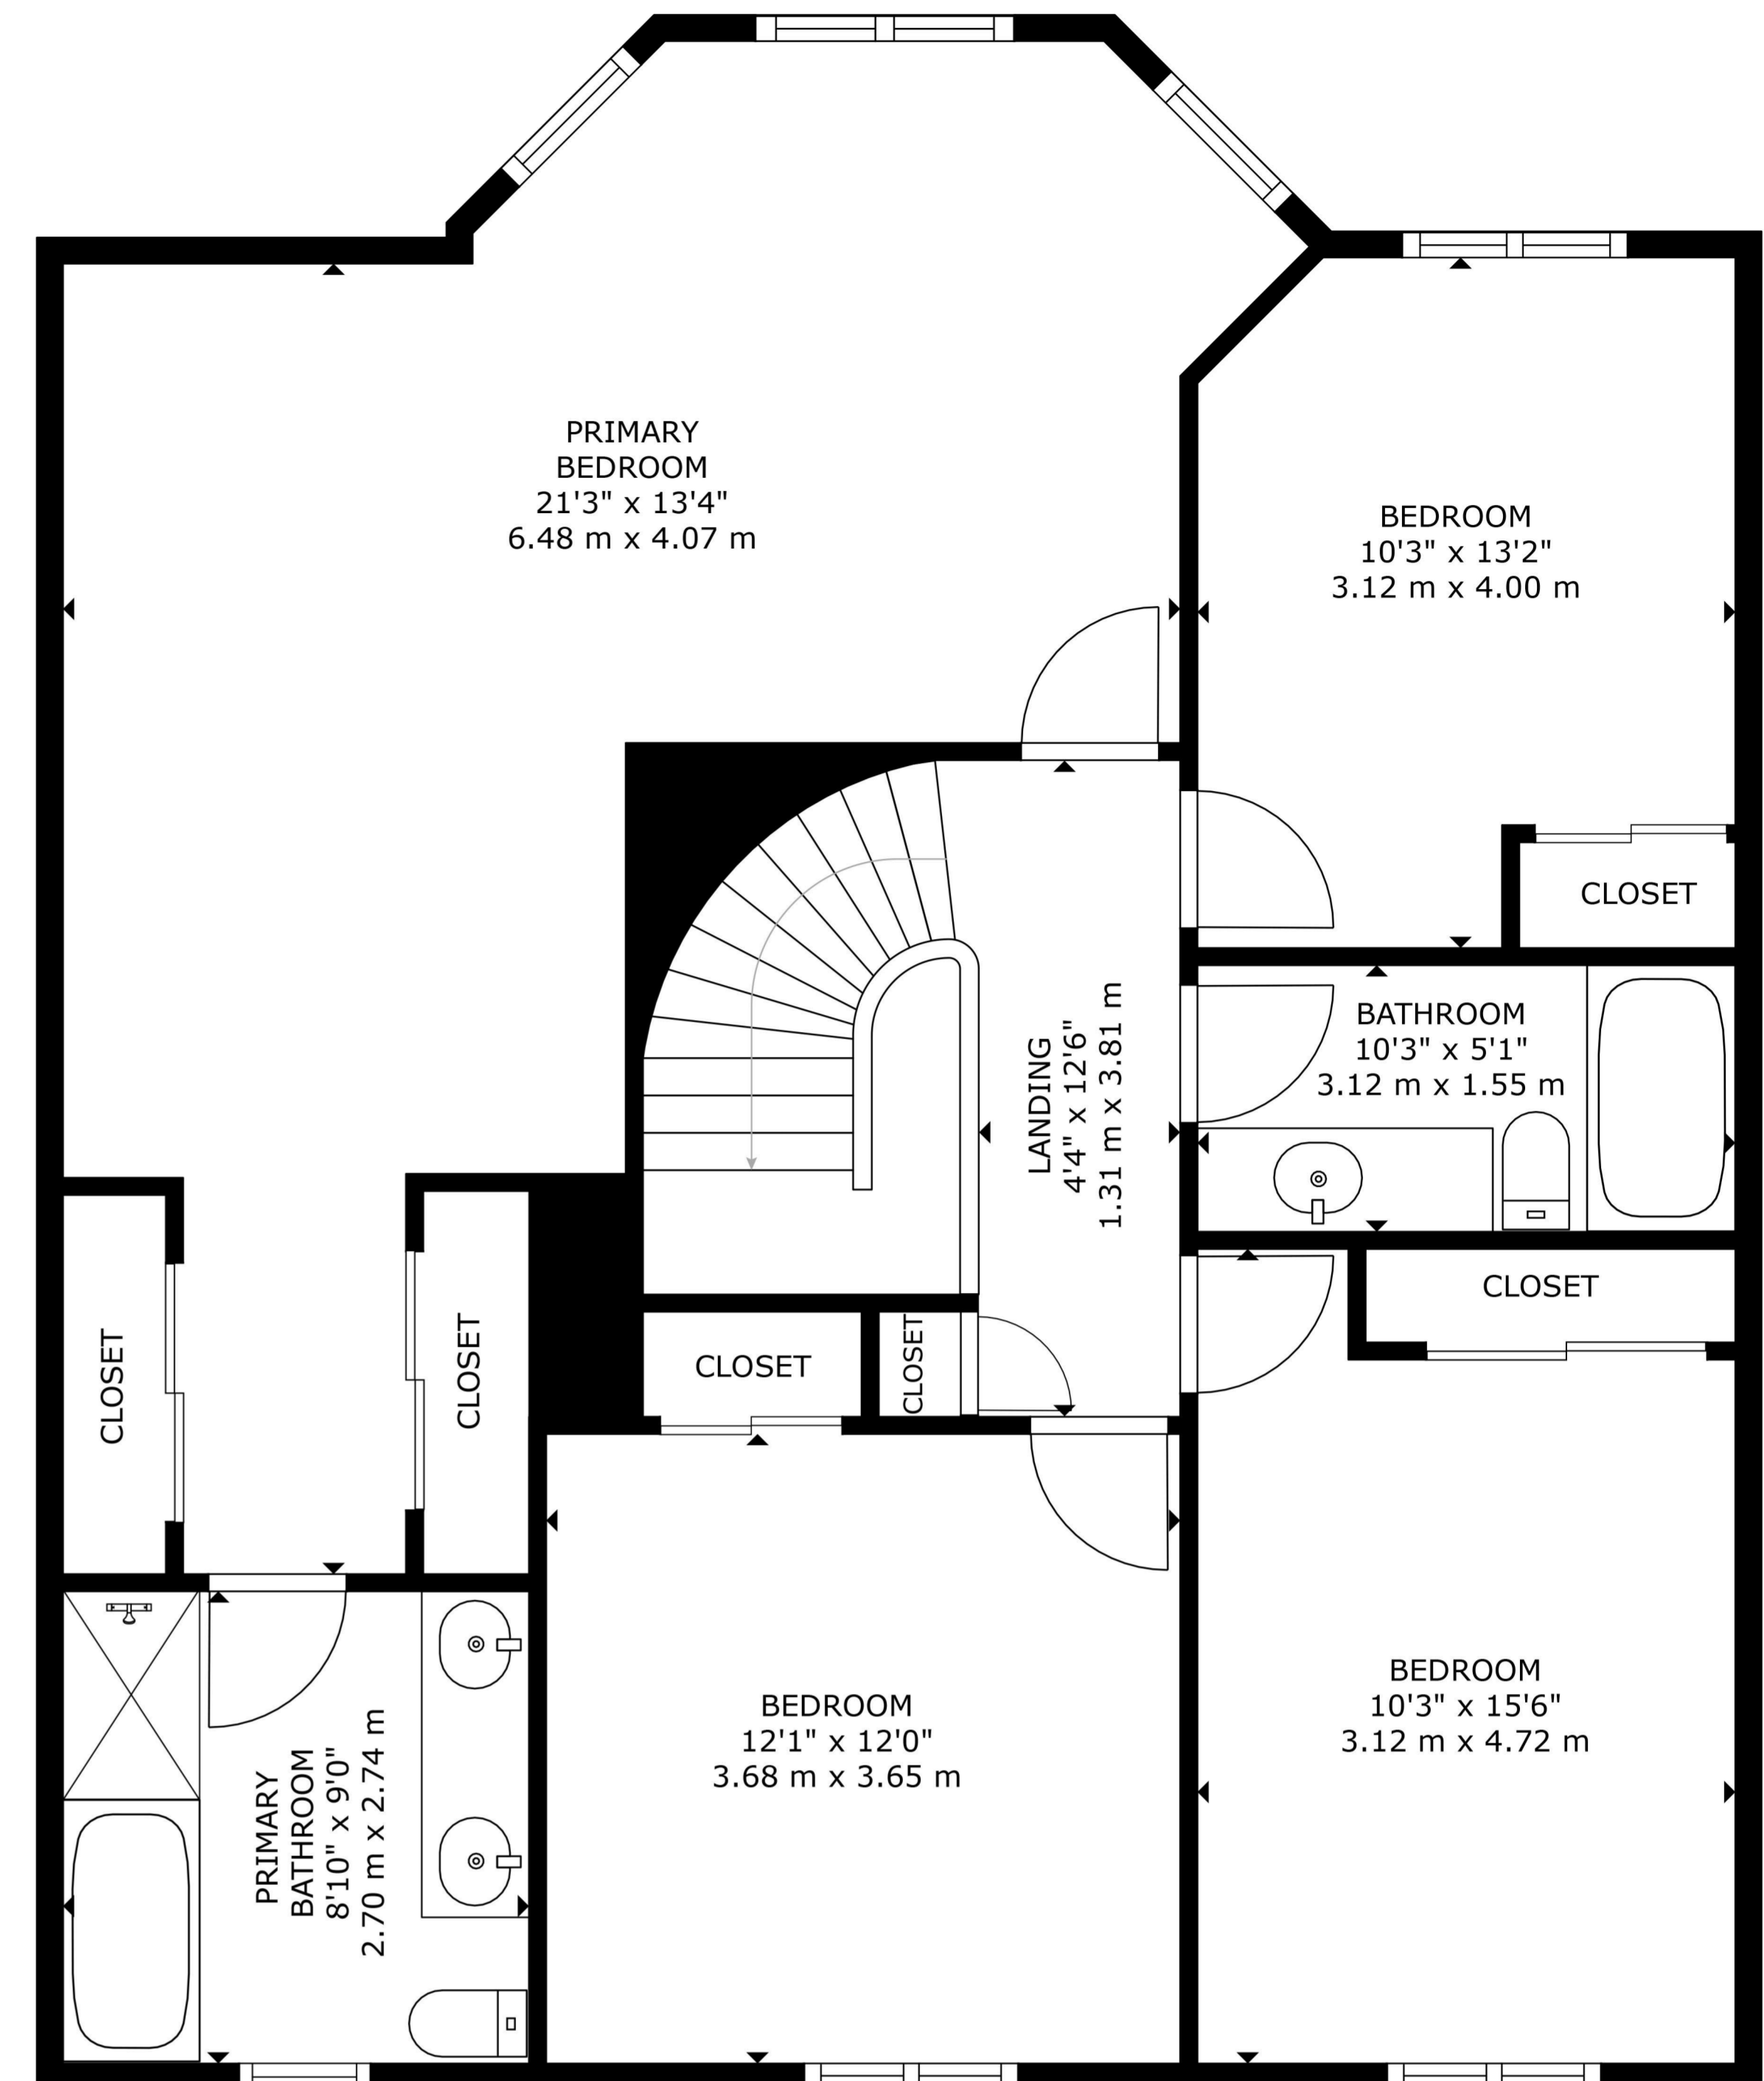 PRIMARY
BEDROOM
21'3" x 13'4"
6.48 m x 4.07 m
BEDROOM
10'3" x 13'2"
3.12 m x 4.00 m
CLOSET
BATHROOM
10'3" x 5'1"
3.12 m x 1.55 m
LANDING
4'4" x 12'6"
1.31 m x 3.81 m
CLOSET
CLOSET
CLOSET
CLOSET
CLOSET
BEDROOM
12'1" x 12'0"
3.68 m x 3.65 m
BEDROOM
10'3" x 15'6"
3.12 m x 4.72 m
PRIMARY
BATHROOM
8'10" x 9'0"
2.70 m x 2.74 m